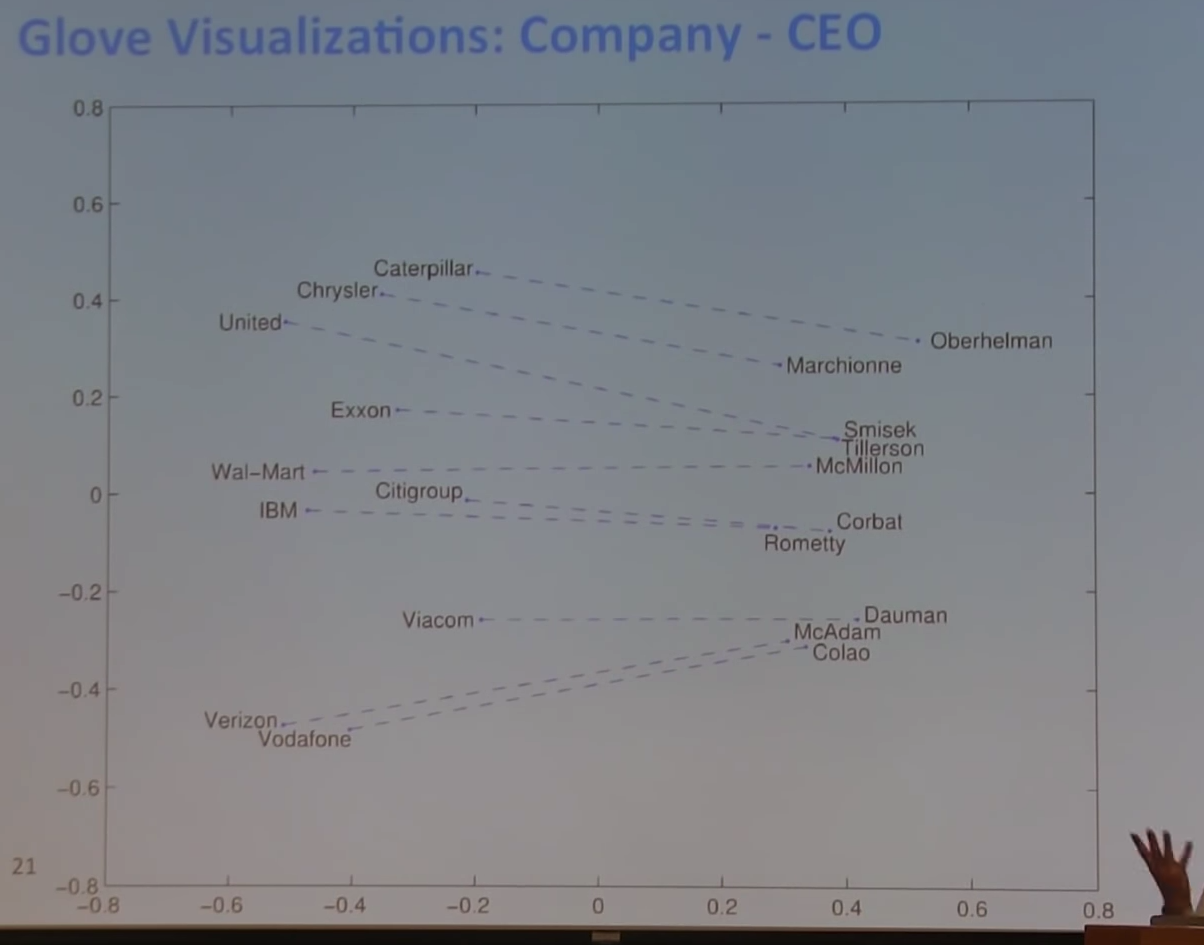 Glove Visualizations: Company - CEO
0.8
0.6
0.4
0.2
0
−0.2
−0.4
−0.6
−0.8
Caterpillar
Chrysler
United
Oberhelman
Marchionne
Exxon
Smisek
Tillerson
Wal−Mart
McMillon
Citigroup
IBM
Corbat
Rometty
Viacom
Dauman
McAdam
Colao
Verizon
Vodafone
21
−0.8
−0.6
−0.4
−0.2
0
0.2
0.4
0.6
0.8